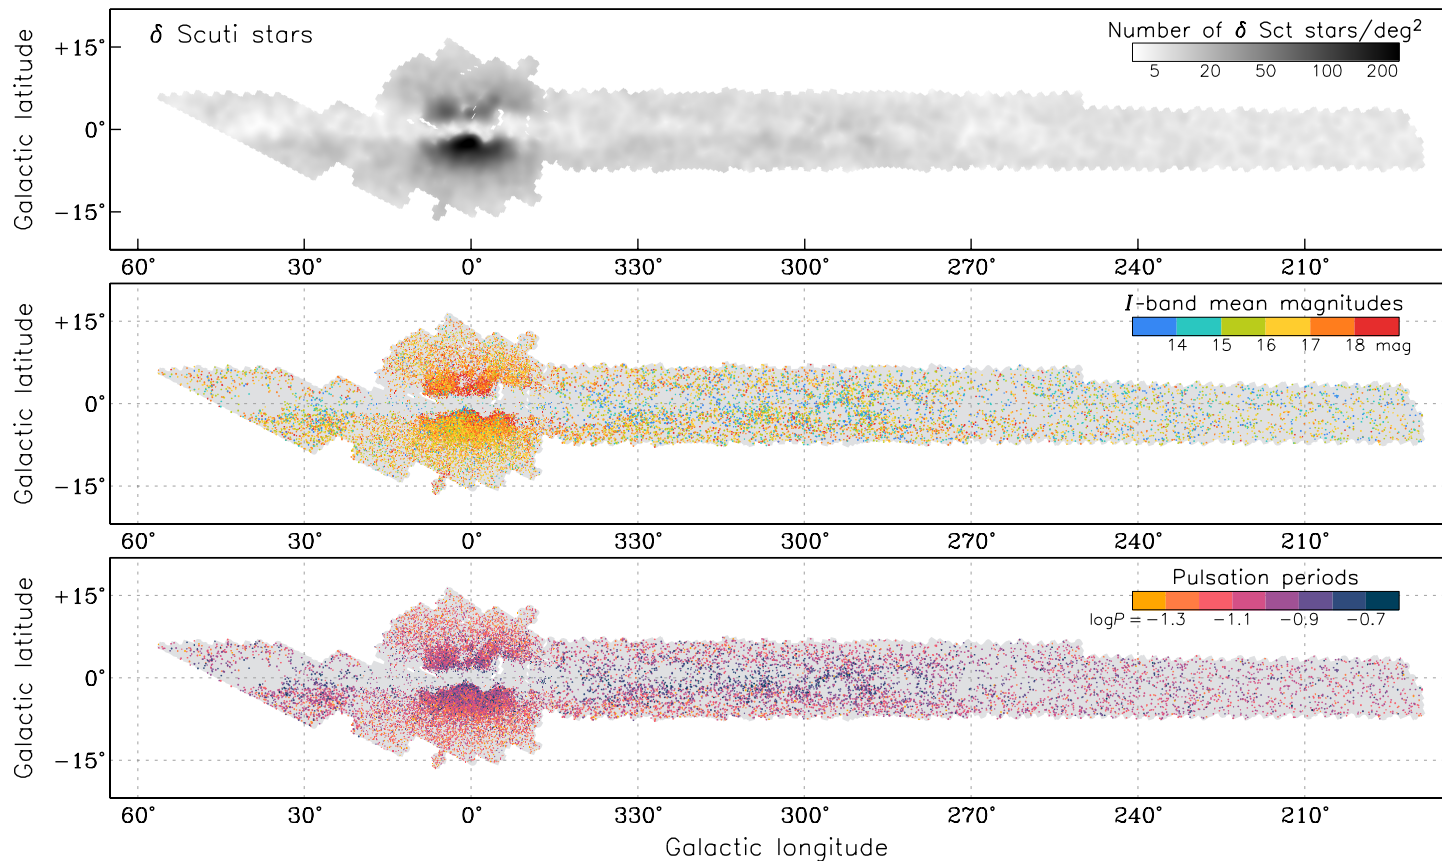 δ Scuti stars
Number of δ Sct stars/deg²
5 20 50 100 200
Galactic latitude
+15°
0°
−15°
60° 30° 0° 330° 300° 270° 240° 210°
I-band mean magnitudes
14 15 16 17 18 mag
Galactic latitude
+15°
0°
−15°
60° 30° 0° 330° 300° 270° 240° 210°
Pulsation periods
logP = −1.3 −1.1 −0.9 −0.7
Galactic latitude
+15°
0°
−15°
60° 30° 0° 330° 300° 270° 240° 210°
Galactic longitude